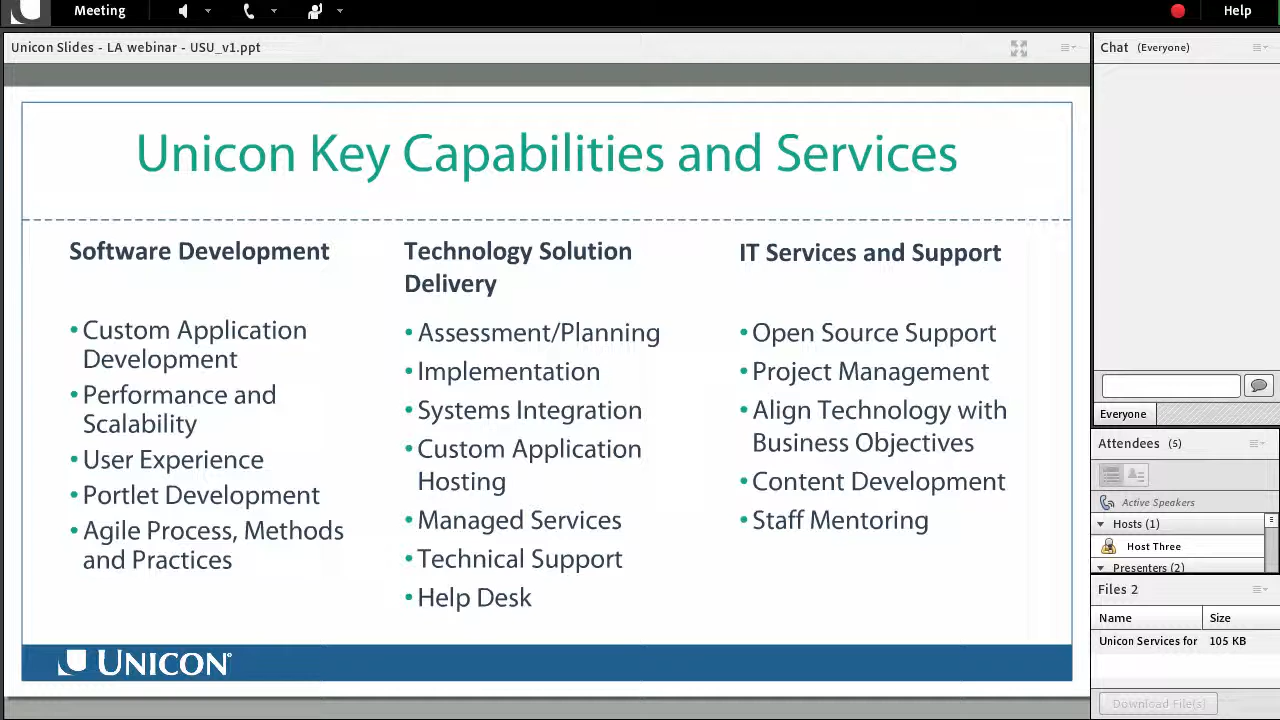 Meeting
Help
Unicon Slides - LA webinar - USU_v1.ppt
Unicon Key Capabilities and Services
Software Development
• Custom Application
Development
• Performance and
Scalability
• User Experience
• Portlet Development
• Agile Process, Methods
and Practices
Technology Solution
Delivery
• Assessment/Planning
• Implementation
• Systems Integration
• Custom Application
Hosting
• Managed Services
• Technical Support
• Help Desk
IT Services and Support
• Open Source Support
• Project Management
• Align Technology with
Business Objectives
• Content Development
• Staff Mentoring
UNICON®
Chat (Everyone)
Everyone
Attendees (5)
Active Speakers
Hosts (1)
Host Three
Presenters (2)
Files 2
Name Size
Unicon Services for 105 KB
Download File(s)